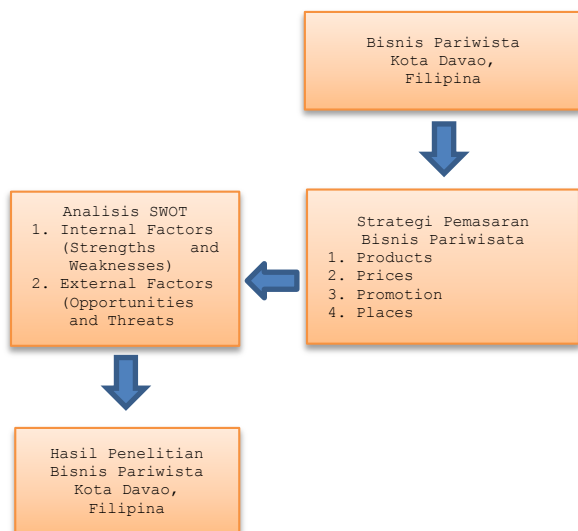 Bisnis Pariwista
Kota Davao,
Filipina
Strategi Pemasaran
Bisnis Pariwisata
1. Products
2. Prices
3. Promotion
4. Places
Analisis SWOT
1. Internal Factors
(Strengths and
Weaknesses)
2. External Factors
(Opportunities
and Threats
Hasil Penelitian
Bisnis Pariwista
Kota Davao,
Filipina